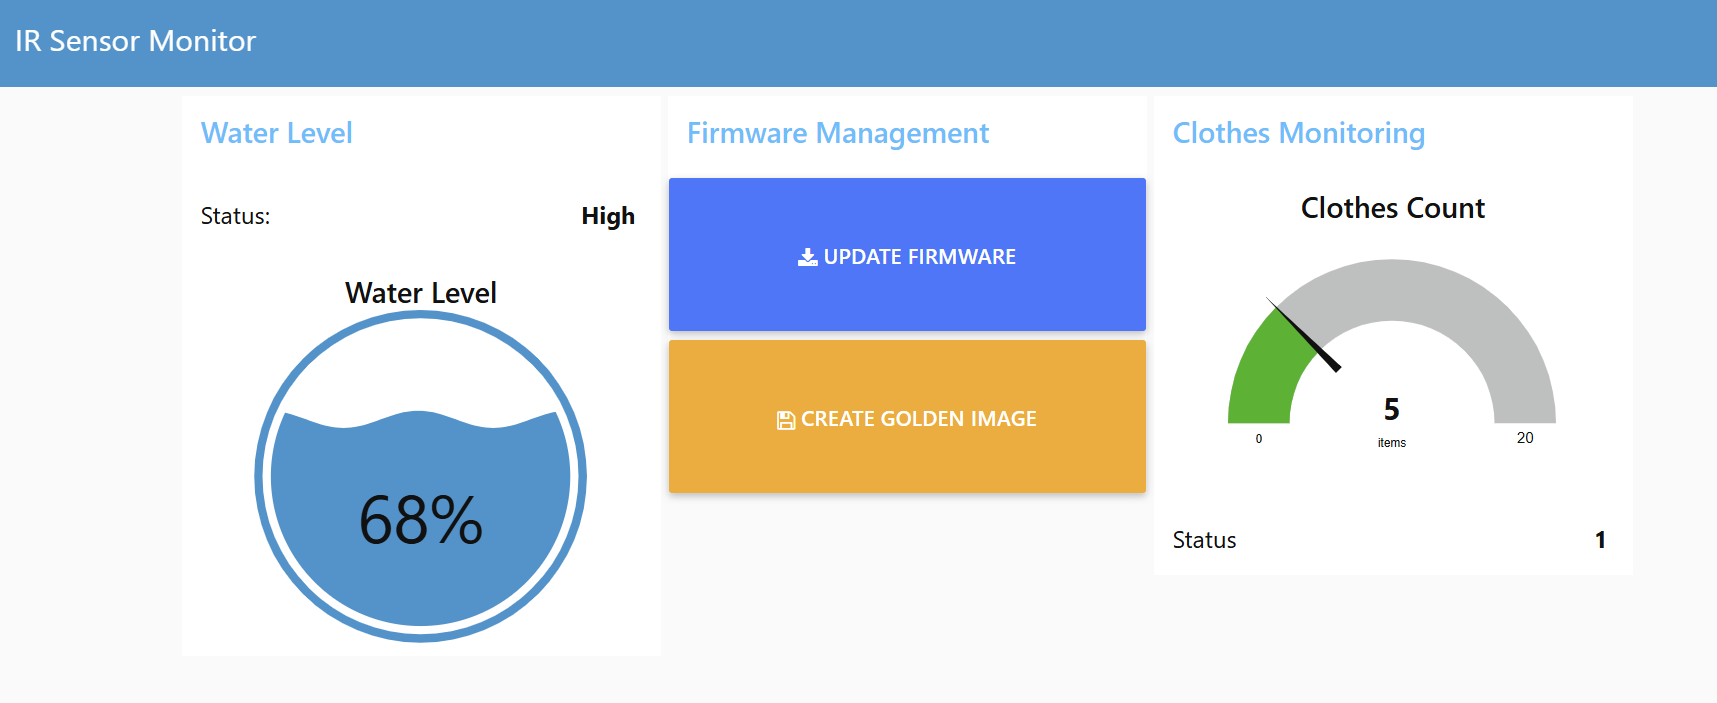 IR Sensor Monitor
Water Level
Status: High
Water Level
68%
Firmware Management
UPDATE FIRMWARE
CREATE GOLDEN IMAGE
Clothes Monitoring
Clothes Count
5
items
0 20
Status 1